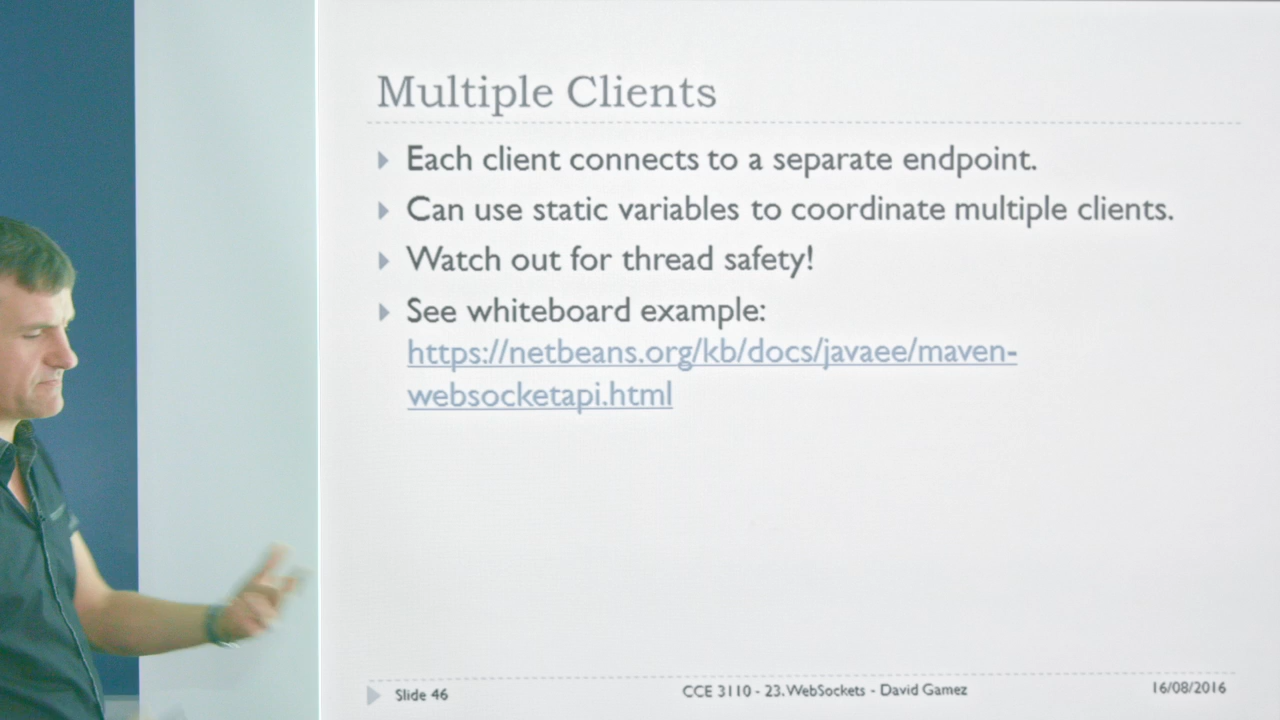 Multiple Clients
Each client connects to a separate endpoint.
Can use static variables to coordinate multiple clients.
Watch out for thread safety!
See whiteboard example:
https://netbeans.org/kb/docs/javaee/maven-
websocketapi.html
Slide 46
CCE 3110 - 23. WebSockets - David Gamez
16/08/2016